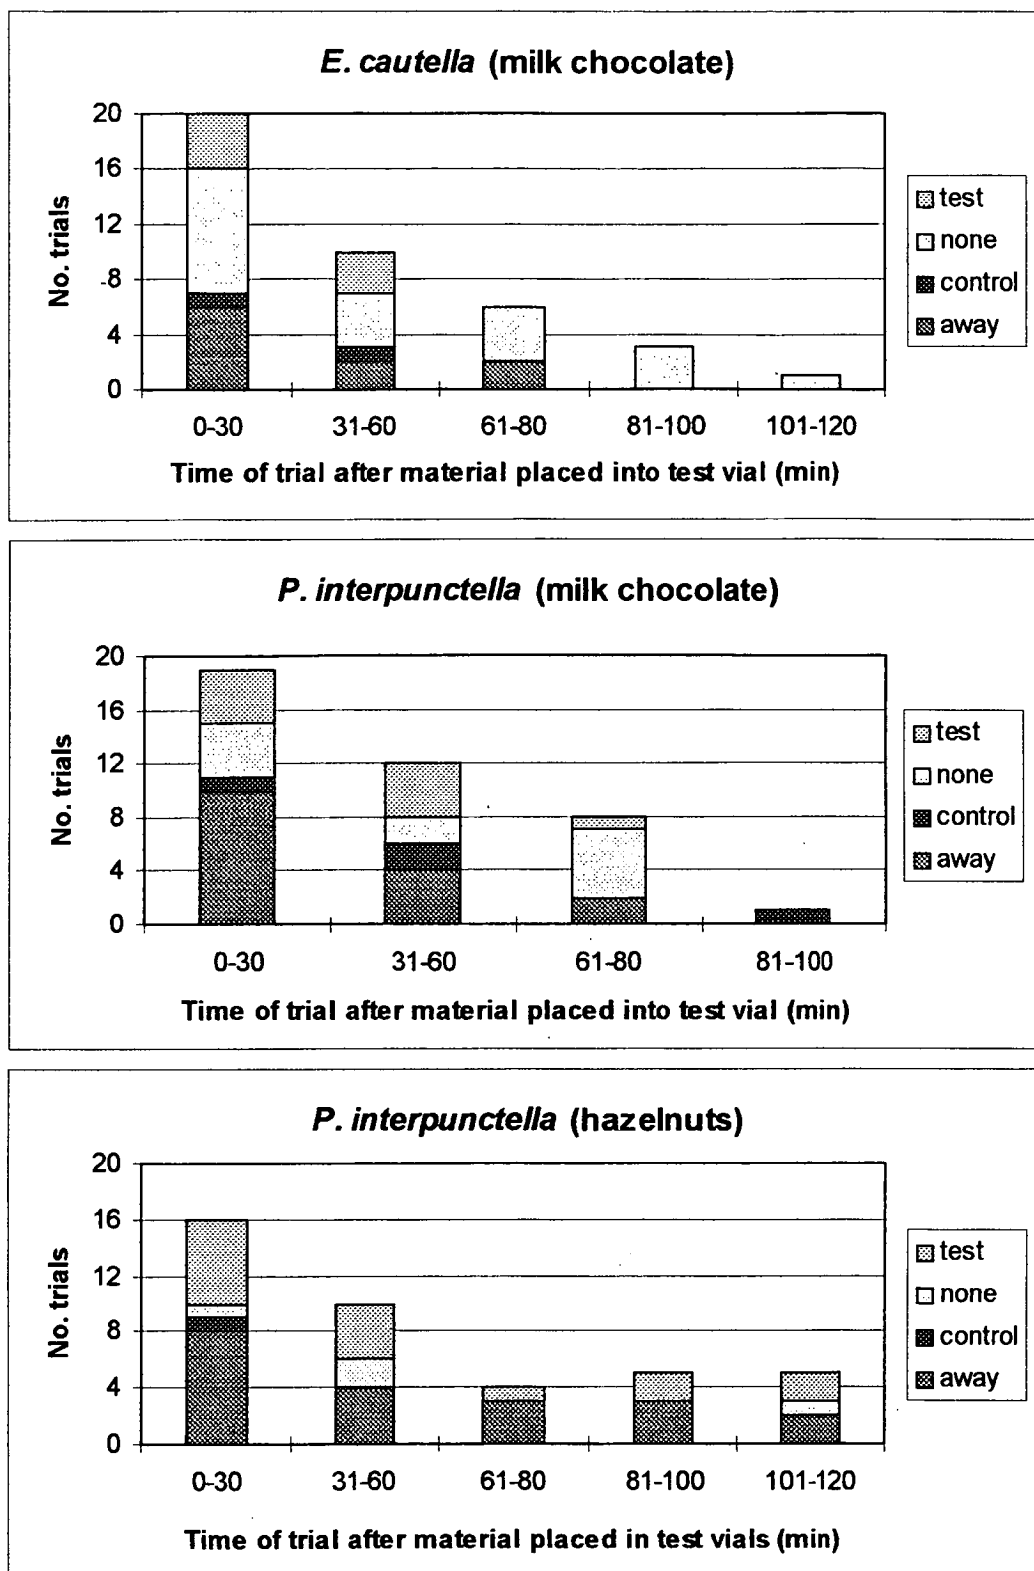 E. cautella (milk chocolate)
No. trials
20
16
12
-8
4
0
0-30 31-60 61-80 81-100 101-120
Time of trial after material placed into test vial (min)
test
none
control
away
P. interpunctella (milk chocolate)
No. trials
20
16
12
8
4
0
0-30 31-60 61-80 81-100
Time of trial after material placed into test vial (min)
test
none
control
away
P. interpunctella (hazelnuts)
No. trials
20
16
12
8
4
0
0-30 31-60 61-80 81-100 101-120
Time of trial after material placed in test vials (min)
test
none
control
away